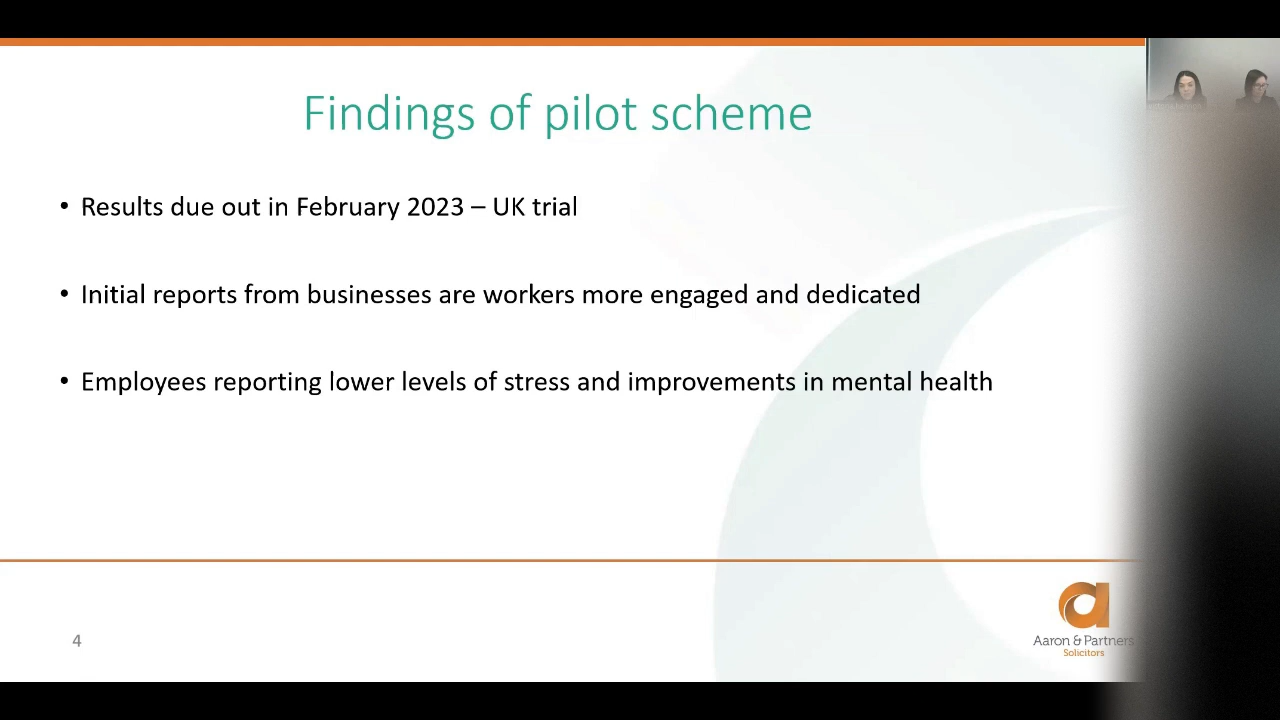 Findings of pilot scheme
• Results due out in February 2023 – UK trial
• Initial reports from businesses are workers more engaged and dedicated
• Employees reporting lower levels of stress and improvements in mental health
4
Aaron & Partners
Solicitors